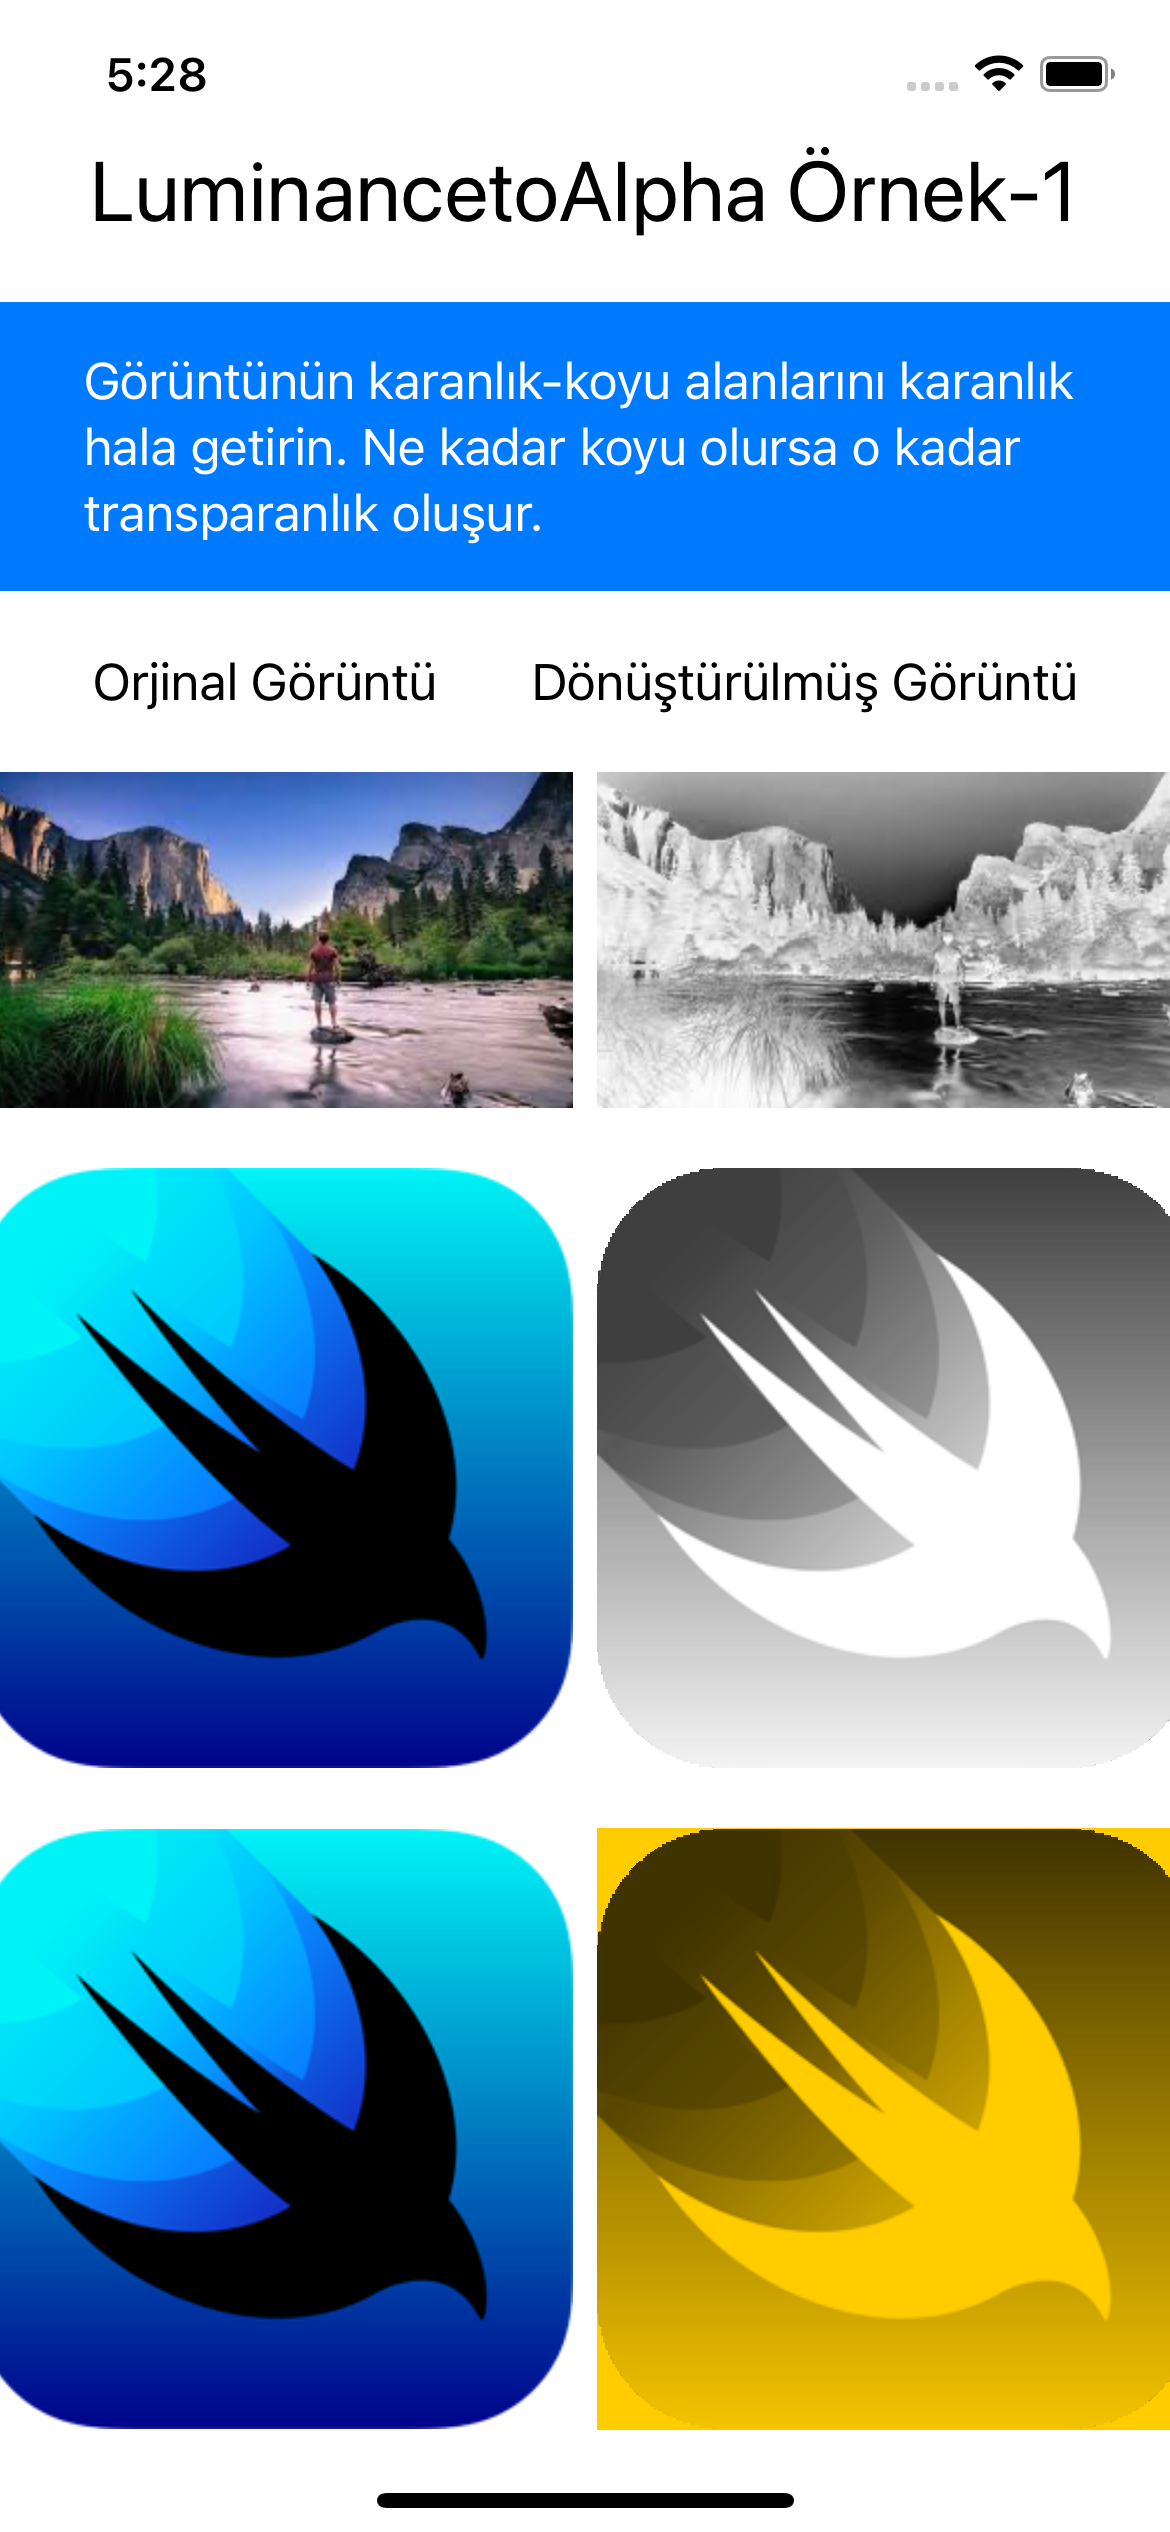 5:28
LuminancetoAlpha Örnek-1
Görüntünün karanlık-koyu alanlarını karanlık
hala getirin. Ne kadar koyu olursa o kadar
transparanlık oluşur.
Orjinal Görüntü
Dönüştürülmüş Görüntü